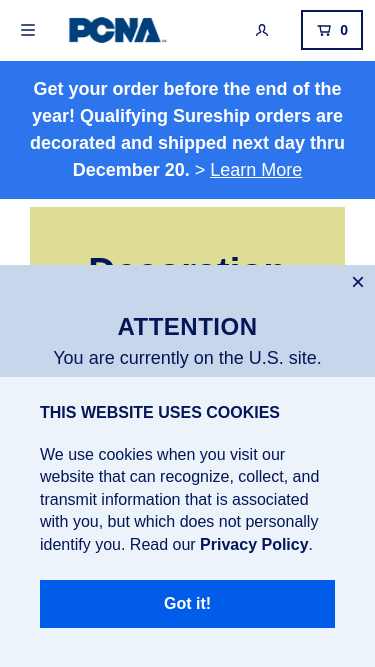 PCNA
0
Get your order before the end of the
year! Qualifying Sureship orders are
decorated and shipped next day thru
December 20. > Learn More
Decoration
×
ATTENTION
You are currently on the U.S. site.
THIS WEBSITE USES COOKIES
We use cookies when you visit our
website that can recognize, collect, and
transmit information that is associated
with you, but which does not personally
identify you. Read our Privacy Policy.
Got it!